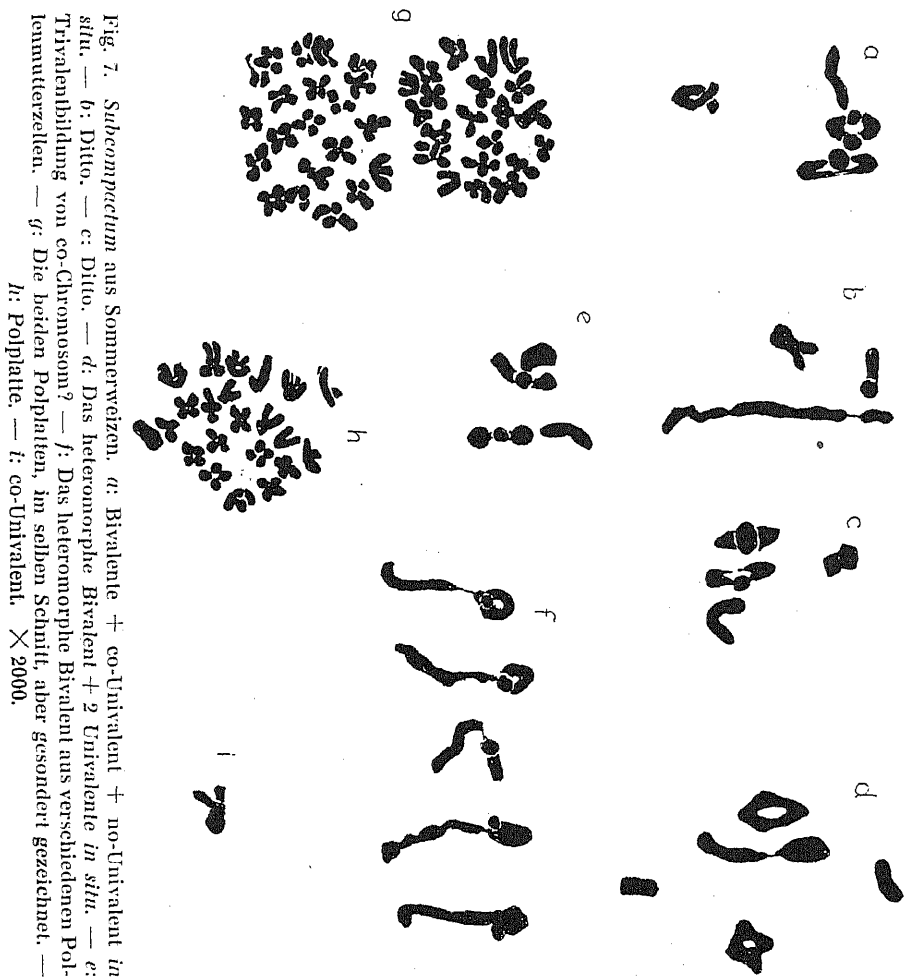 a
b
c
d
e
f
g
h
i
Fig. 7. Subcompactum aus Sommerweizen. a: Bivalente + co-Univalent + no-Univalent in
situ. — b: Ditto. — c: Ditto. — d: Das heteromorphe Bivalent + 2 Univalente in situ. — e:
Trivalentbildung von co-Chromosom? — f: Das heteromorphe Bivalent aus verschiedenen Pol-
lenmutterzellen. — g: Die beiden Polplatten, im selben Schnitt, aber gesondert gezeichnet. —
h: Polplatte. — i: co-Univalent. × 2000.